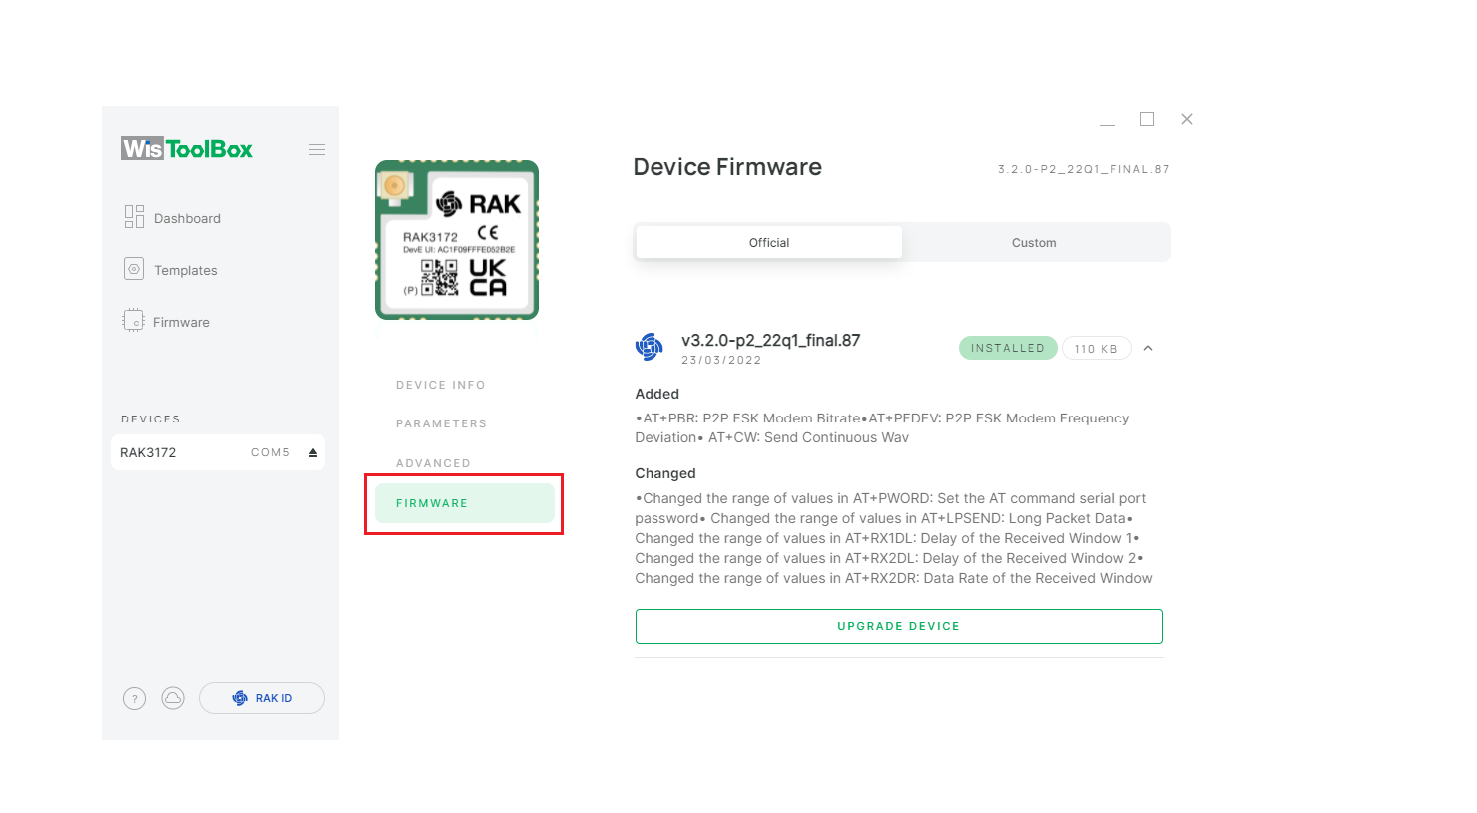 WisToolBox
Dashboard
Templates
Firmware
DEVICES
RAK3172 COM5
? RAK ID
RAK
RAK3172 CE
DevE UI: AC1F09FFFE052B2E
(P) UK
CA
DEVICE INFO
PARAMETERS
ADVANCED
FIRMWARE
Device Firmware
3.2.0-P2_22Q1_FINAL.87
Official Custom
v3.2.0-p2_22q1_final.87
23/03/2022
INSTALLED 110 KB
Added
•AT+PBR: P2P FSK Modem Bitrate•AT+PFDEV: P2P FSK Modem Frequency
Deviation• AT+CW: Send Continuous Wav
Changed
•Changed the range of values in AT+PWORD: Set the AT command serial port
password• Changed the range of values in AT+LPSEND: Long Packet Data•
Changed the range of values in AT+RX1DL: Delay of the Received Window 1•
Changed the range of values in AT+RX2DL: Delay of the Received Window 2•
Changed the range of values in AT+RX2DR: Data Rate of the Received Window
UPGRADE DEVICE